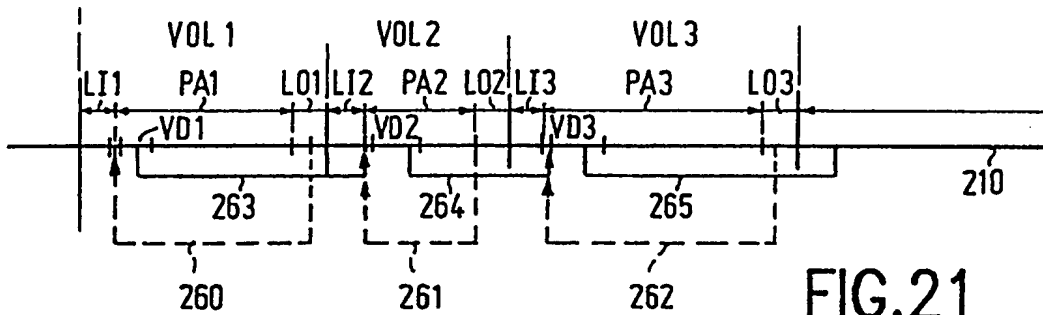 VOL 1 VOL 2 VOL 3
LI1 PA1 LO1 LI2 PA2 LO2 LI3 PA3 LO3
VD1 VD2 VD3
263 264 265 210
260 261 262
FIG.21